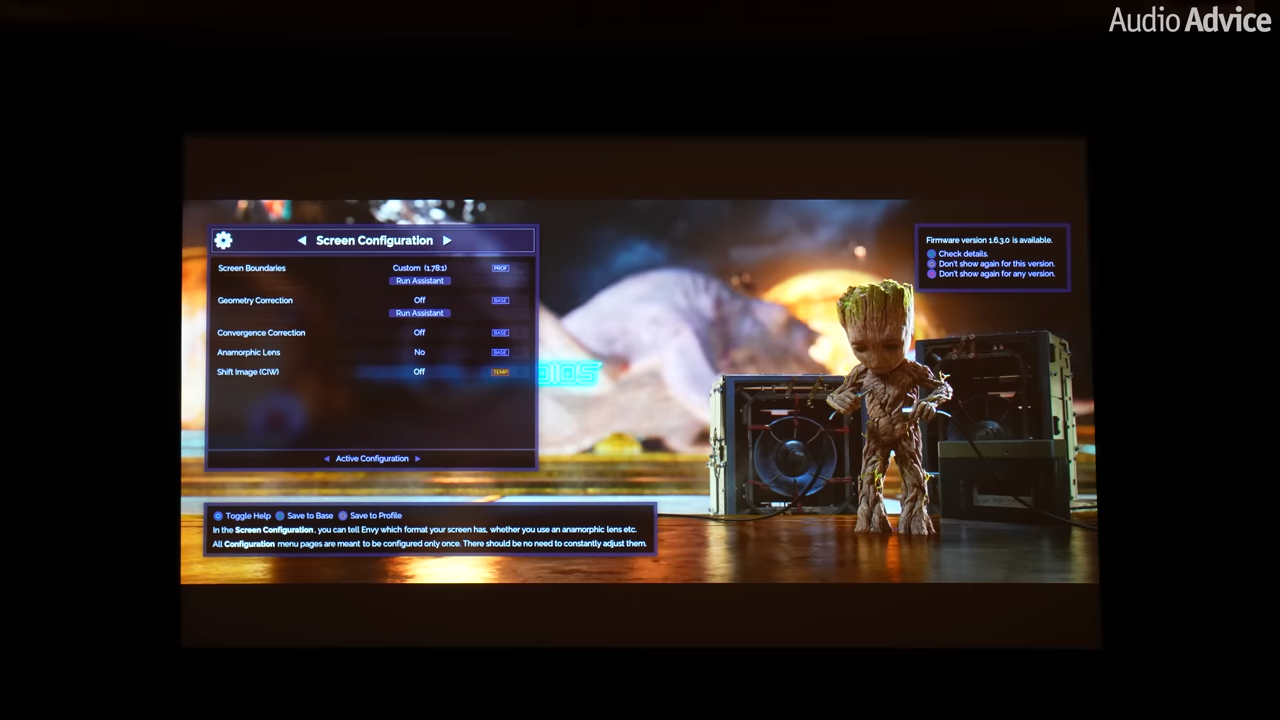 Audio Advice
Screen Configuration
Screen Boundaries Custom (1.78:1) PROF
Run Assistant
Geometry Correction Off BASE
Run Assistant
Convergence Correction Off BASE
Anamorphic Lens No BASE
Shift Image (CIW) Off TEMP
Active Configuration
Firmware version 1.6.3.0 is available.
Check details.
Don't show again for this version.
Don't show again for any version.
Toggle Help Save to Base Save to Profile
In the Screen Configuration, you can tell Envy which format your screen has, whether you use an anamorphic lens etc.
All Configuration menu pages are meant to be configured only once. There should be no need to constantly adjust them.